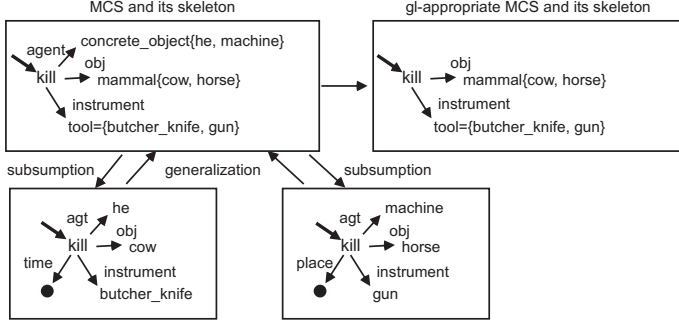 MCS and its skeleton
gl-appropriate MCS and its skeleton
concrete_object{he, machine}
agent
obj
kill
mammal{cow, horse}
instrument
tool={butcher_knife, gun}
obj
kill
mammal{cow, horse}
instrument
tool={butcher_knife, gun}
subsumption
generalization
subsumption
he
agt
obj
kill
cow
time
instrument
butcher_knife
machine
agt
obj
kill
horse
place
instrument
gun